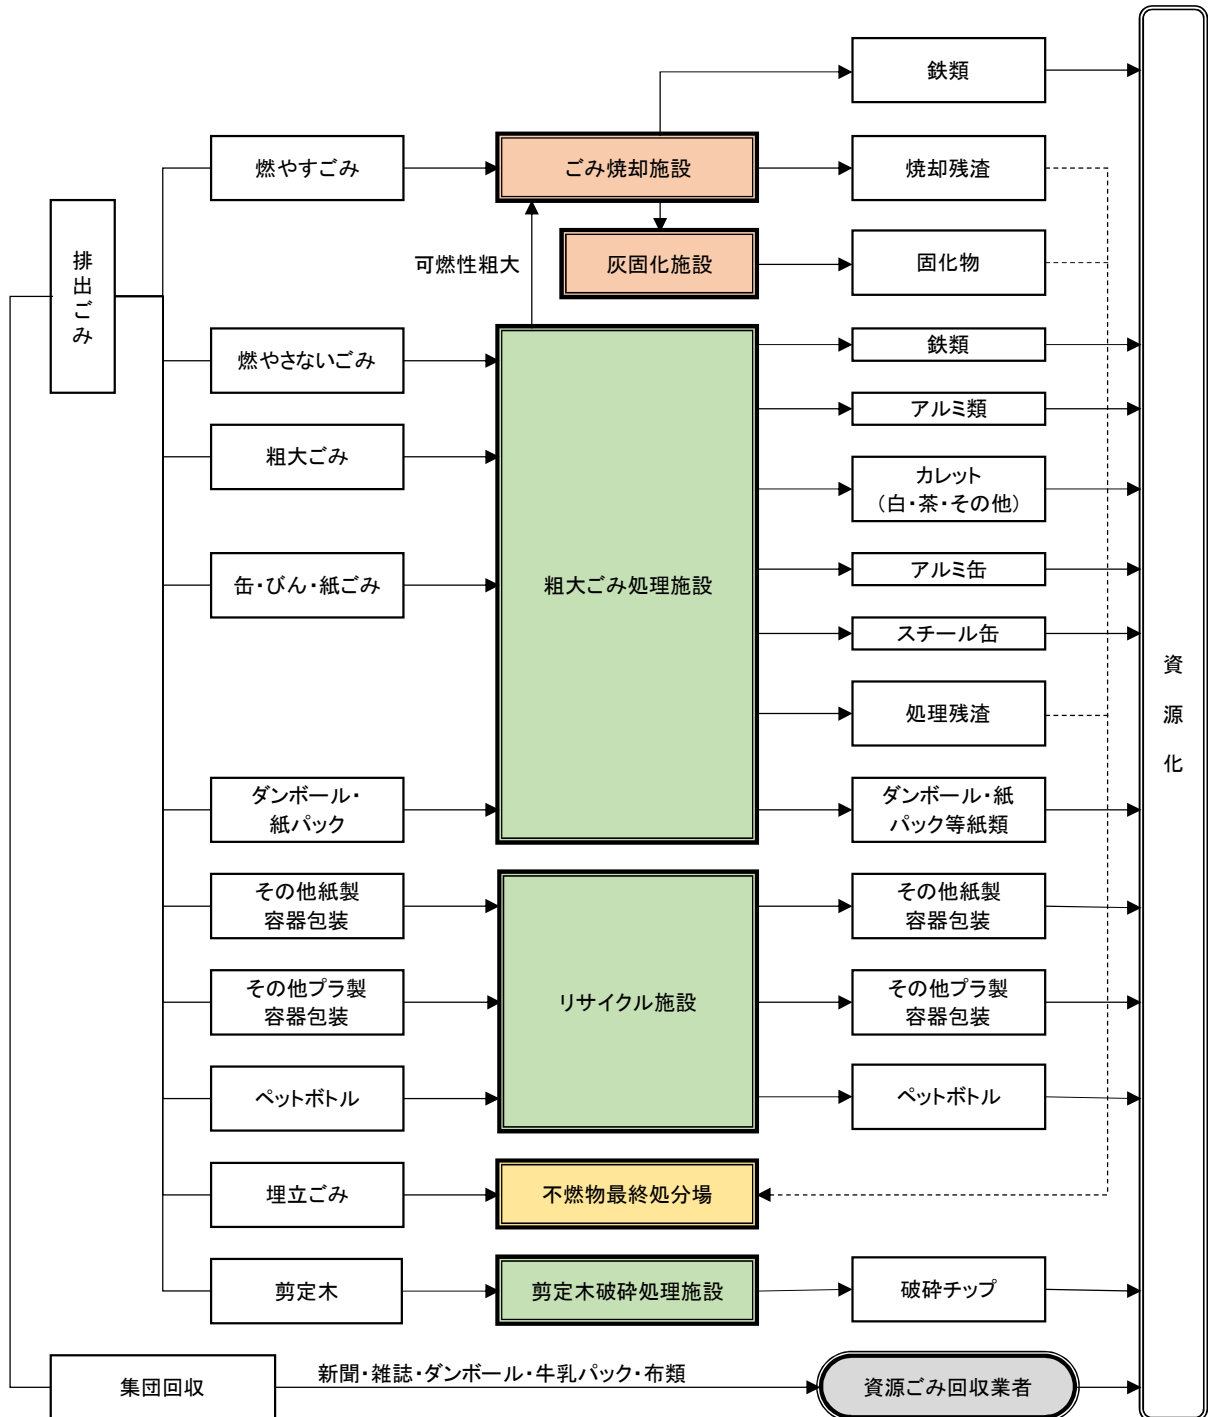 鉄類
燃やすごみ
ごみ焼却施設
焼却残渣
排出ごみ
可燃性粗大
灰固化施設
固化物
燃やさないごみ
鉄類
アルミ類
粗大ごみ
カレット
（白・茶・その他）
缶・びん・紙ごみ
粗大ごみ処理施設
アルミ缶
スチール缶
処理残渣
資源化
ダンボール・
紙パック
ダンボール・紙
パック等紙類
その他紙製
容器包装
その他紙製
容器包装
その他プラ製
容器包装
リサイクル施設
その他プラ製
容器包装
ペットボトル
ペットボトル
埋立ごみ
不燃物最終処分場
剪定木
剪定木破砕処理施設
破砕チップ
集団回収
新聞・雑誌・ダンボール・牛乳パック・布類
資源ごみ回収業者